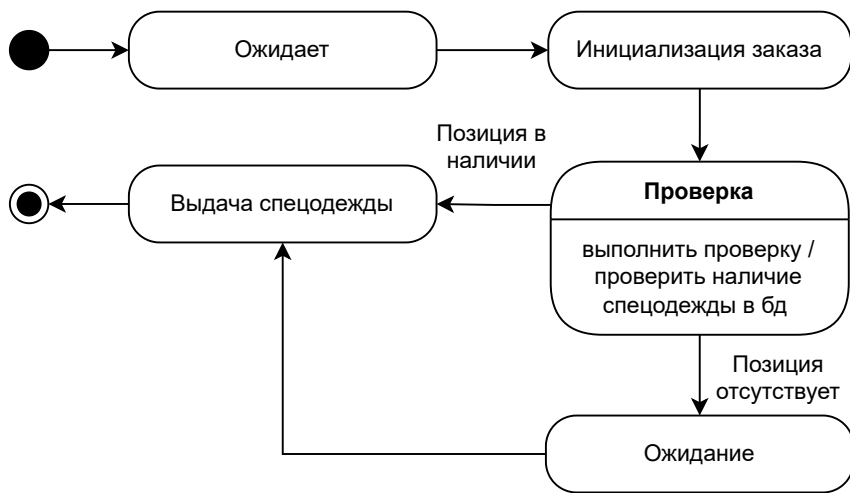 Ожидает
Инициализация заказа
Позиция в
наличии
Выдача спецодежды
Проверка
выполнить проверку /
проверить наличие
спецодежды в бд
Позиция
отсутствует
Ожидание